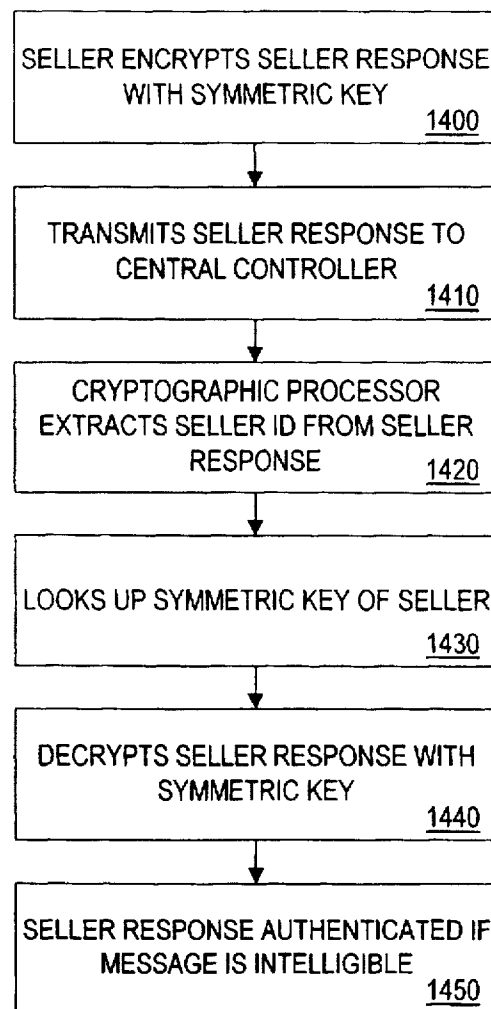 SELLER ENCRYPTS SELLER RESPONSE
WITH SYMMETRIC KEY
1400
TRANSMITS SELLER RESPONSE TO
CENTRAL CONTROLLER
1410
CRYPTOGRAPHIC PROCESSOR
EXTRACTS SELLER ID FROM SELLER
RESPONSE
1420
LOOKS UP SYMMETRIC KEY OF SELLER
1430
DECRYPTS SELLER RESPONSE WITH
SYMMETRIC KEY
1440
SELLER RESPONSE AUTHENTICATED IF
MESSAGE IS INTELLIGIBLE
1450